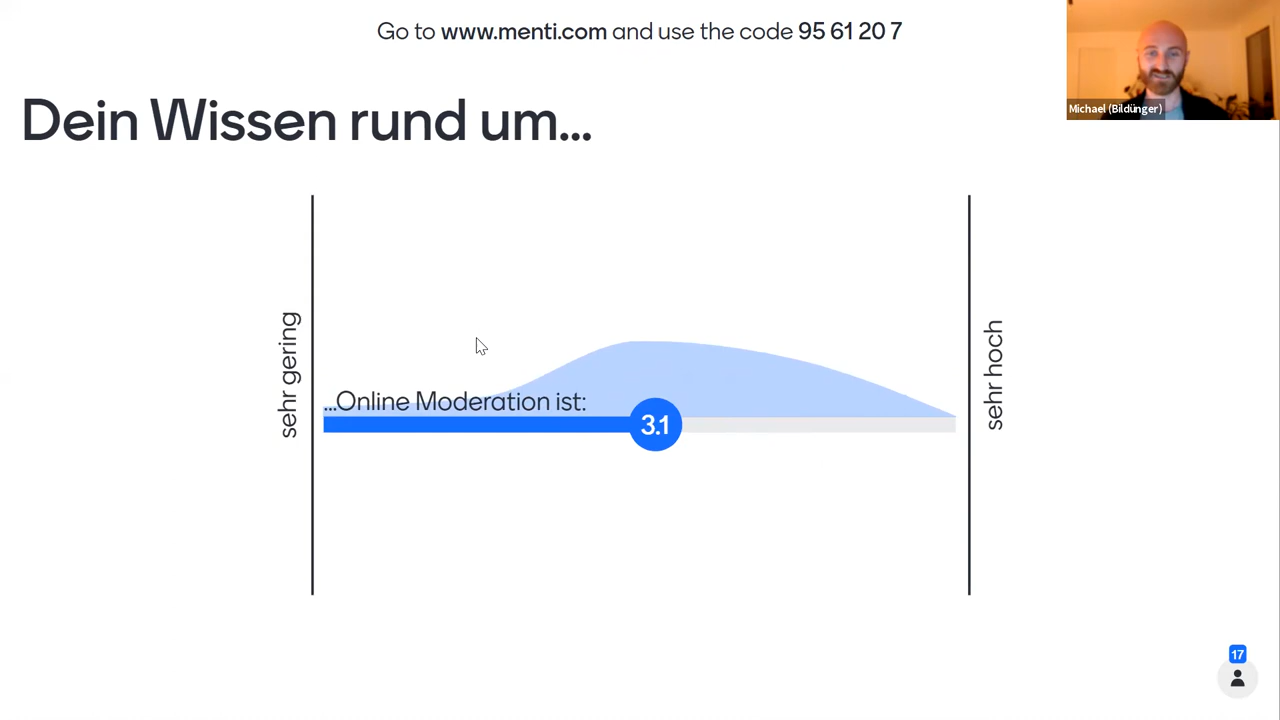 Go to www.menti.com and use the code 95 61 20 7
Michael (Bildünger)
Dein Wissen rund um...
sehr gering
...Online Moderation ist:
3.1
sehr hoch
17